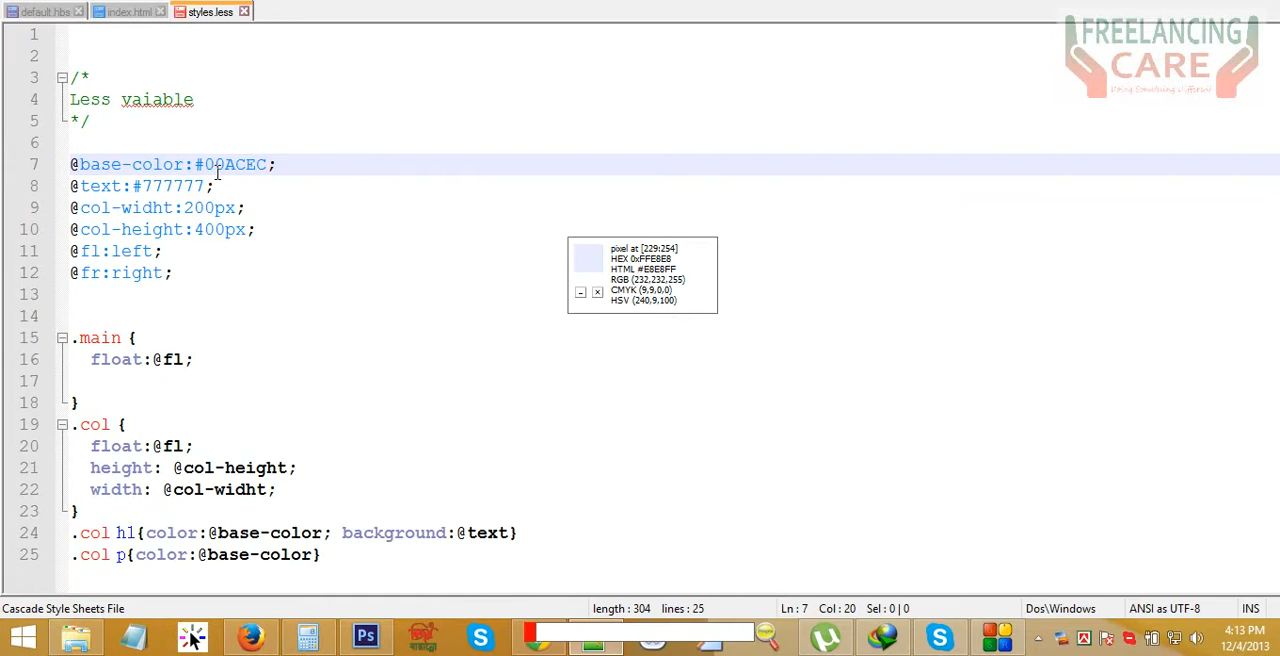 default.hbs index.html styles.less
FREELANCING
CARE
Doing Something Different
1
2
3 /*
4 Less vaiable
5 */
6
7 @base-color:#00ACEC;
8 @text:#777777;
9 @col-widht:200px;
10 @col-height:400px;
11 @fl:left;
12 @fr:right;
13
14
15 .main {
16 float:@fl;
17
18 }
19 .col {
20 float:@fl;
21 height: @col-height;
22 width: @col-widht;
23 }
24 .col h1{color:@base-color; background:@text}
25 .col p{color:@base-color}
pixel at [229:254]
HEX 0xFFE8E8
HTML #E8E8FF
RGB (232,232,255)
CMYK (9,9,0,0)
HSV (240,9,100)
Cascade Style Sheets File length : 304 lines : 25 Ln : 7 Col : 20 Sel : 0 | 0 Dos\Windows ANSI as UTF-8 INS
Ps
4:13 PM
12/4/2013